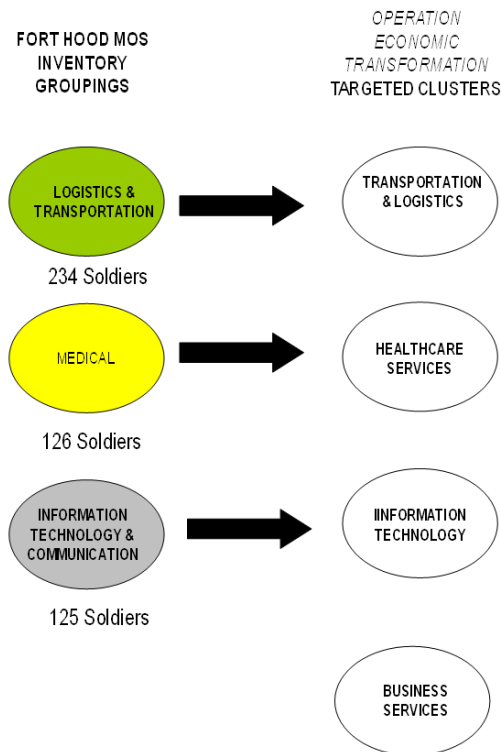 FORT HOOD MOS
INVENTORY
GROUPINGS
OPERATION
ECONOMIC
TRANSFORMATION
TARGETED CLUSTERS
LOGISTICS &
TRANSPORTATION
TRANSPORTATION
& LOGISTICS
234 Soldiers
MEDICAL
HEALTHCARE
SERVICES
126 Soldiers
INFORMATION
TECHNOLOGY &
COMMUNICATION
IINFORMATION
TECHNOLOGY
125 Soldiers
BUSINESS
SERVICES